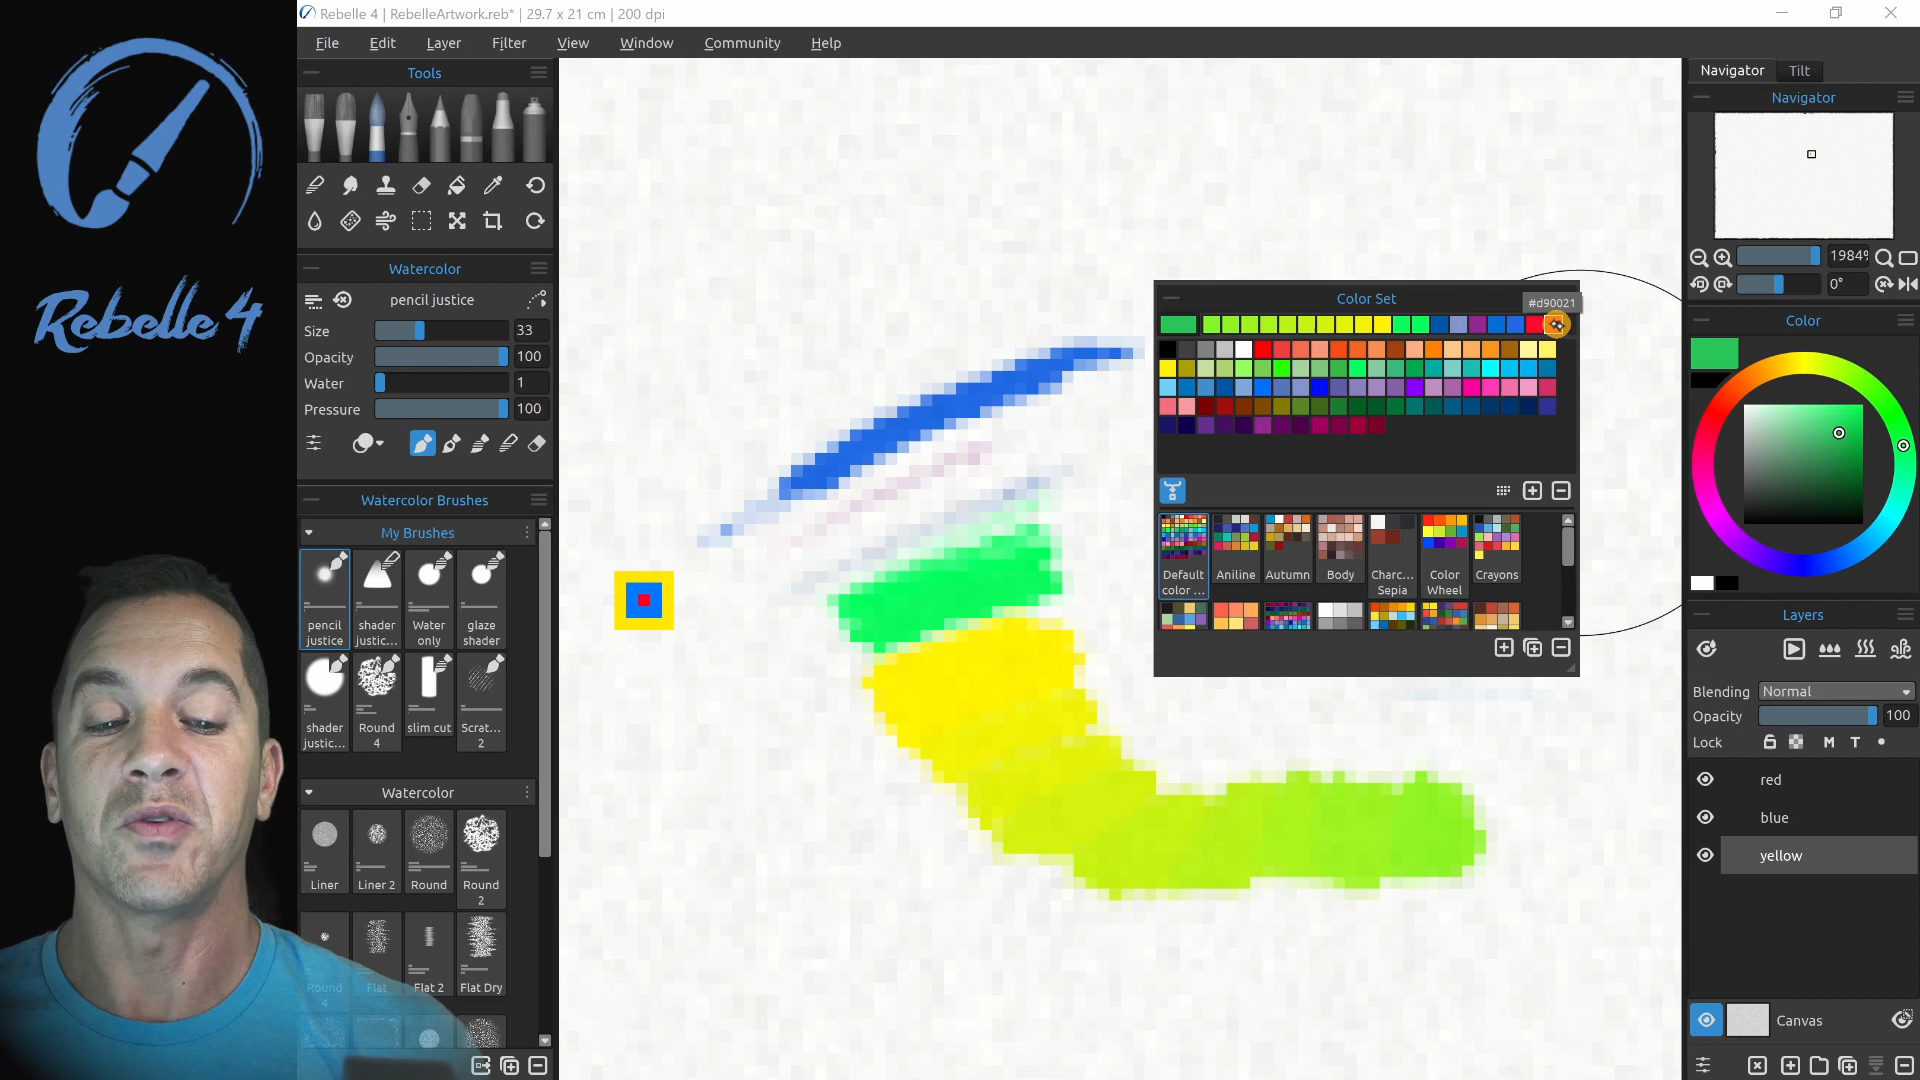 Rebelle 4 | RebelleArtwork.reb* | 29.7 x 21 cm | 200 dpi
File Edit Layer Filter View Window Community Help
Rebelle 4
Tools
Watercolor
pencil justice
Size 33
Opacity 100
Water 1
Pressure 100
Watercolor Brushes
My Brushes
pencil justice
shader justic...
Water only
glaze shader
shader justic...
Round 4
slim cut
Scrat... 2
Watercolor
Liner
Liner 2
Round
Round 2
Round 4
Flat
Flat 2
Flat Dry
Color Set
#d90021
Default color ...
Aniline
Autumn
Body
Charc... Sepia
Color Wheel
Crayons
Navigator Tilt
Navigator
1984%
0°
Color
Layers
Blending Normal
Opacity 100
Lock M T
red
blue
yellow
Canvas